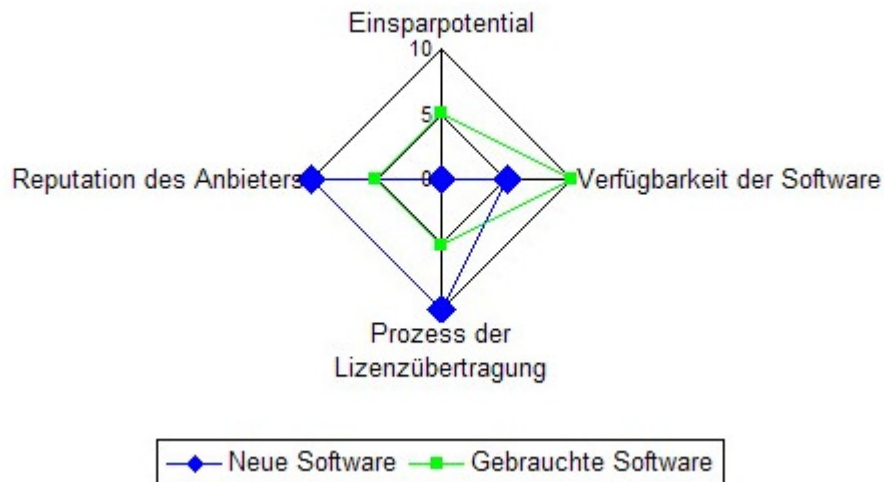 Einsparpotential
10
5
Reputation des Anbieters
0
Verfügbarkeit der Software
Prozess der
Lizenzübertragung
Neue Software
Gebrauchte Software